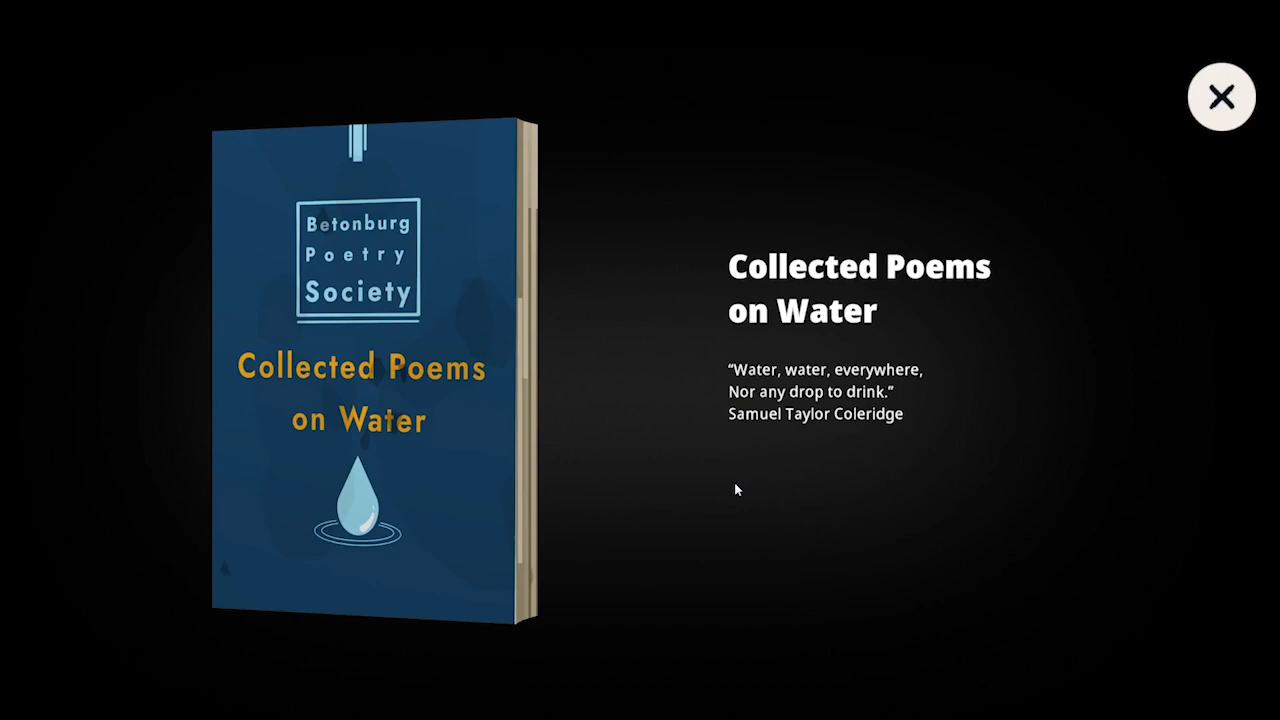 Betonburg
Poetry
Society
Collected Poems
on Water
Collected Poems
on Water
“Water, water, everywhere,
Nor any drop to drink.”
Samuel Taylor Coleridge